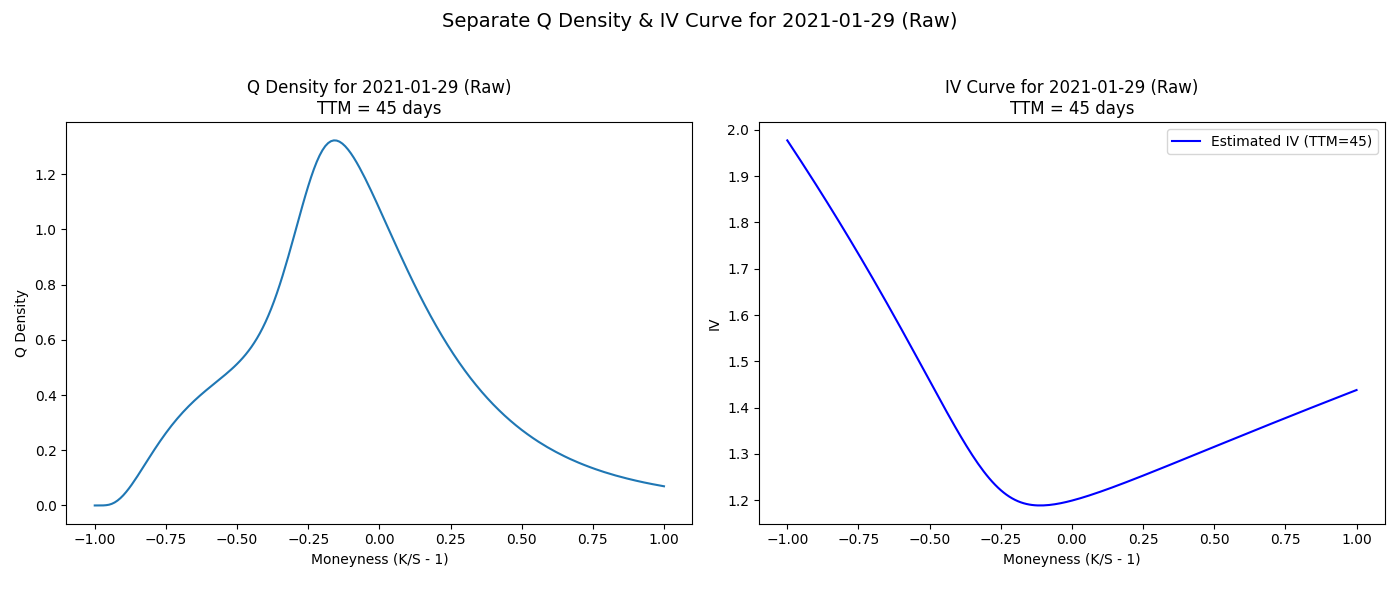 Separate Q Density & IV Curve for 2021-01-29 (Raw)
Q Density for 2021-01-29 (Raw)
TTM = 45 days
Q Density
1.2
1.0
0.8
0.6
0.4
0.2
0.0
−1.00 −0.75 −0.50 −0.25 0.00 0.25 0.50 0.75 1.00
Moneyness (K/S - 1)
IV Curve for 2021-01-29 (Raw)
TTM = 45 days
Estimated IV (TTM=45)
IV
2.0
1.9
1.8
1.7
1.6
1.5
1.4
1.3
1.2
−1.00 −0.75 −0.50 −0.25 0.00 0.25 0.50 0.75 1.00
Moneyness (K/S - 1)